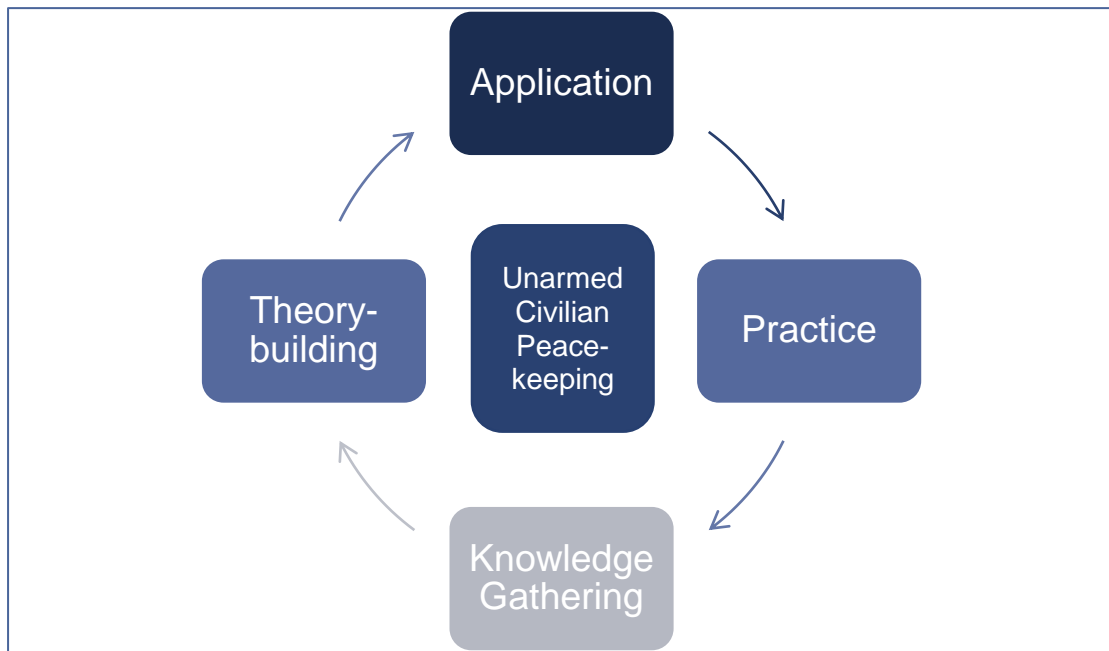 Application
Theory-
building
Unarmed
Civilian
Peace-
keeping
Practice
Knowledge
Gathering